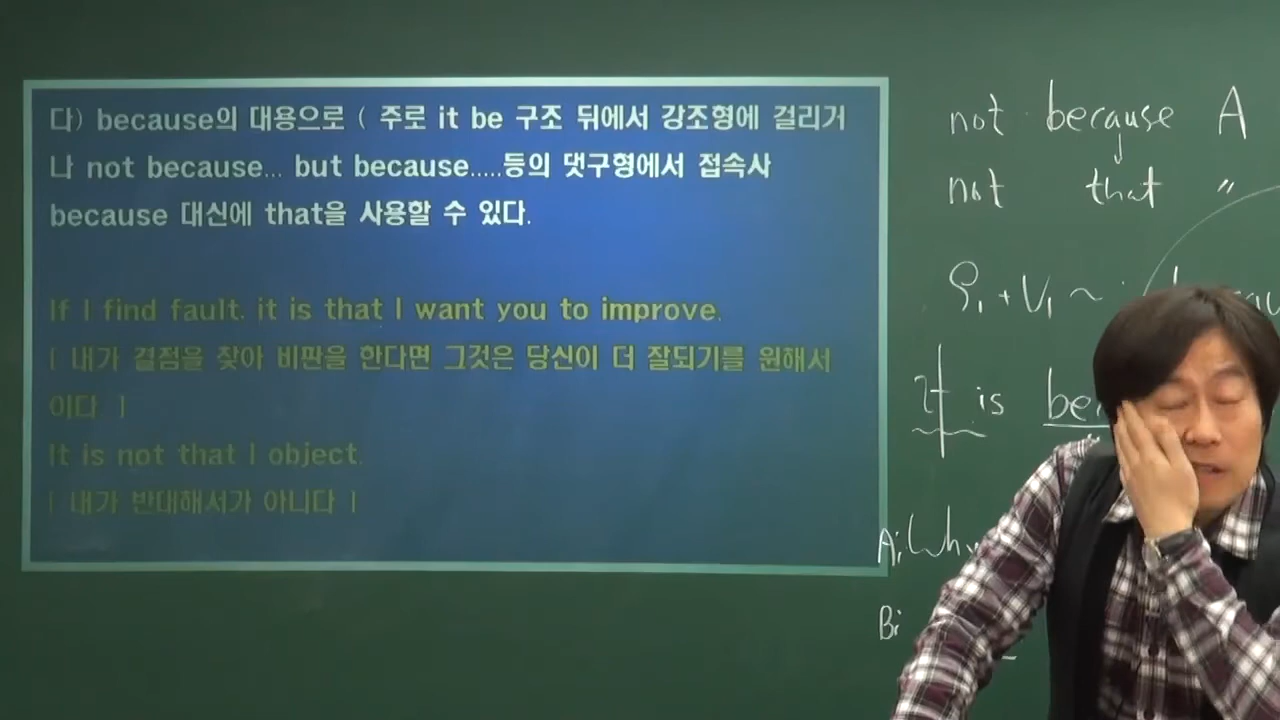 다) because의 대용으로 ( 주로 it be 구조 뒤에서 강조형에 걸리거
나 not because... but because.....등의 댓구형에서 접속사
because 대신에 that을 사용할 수 있다.
If I find fault. it is that I want you to improve.
[ 내가 결점을 찾아 비판을 한다면 그것은 당신이 더 잘되기를 원해서
이다 ]
It is not that I object.
[ 내가 반대해서가 아니다 ]
not because A
not that "
S₁ + V₁ ~
It is
A; Why
B;